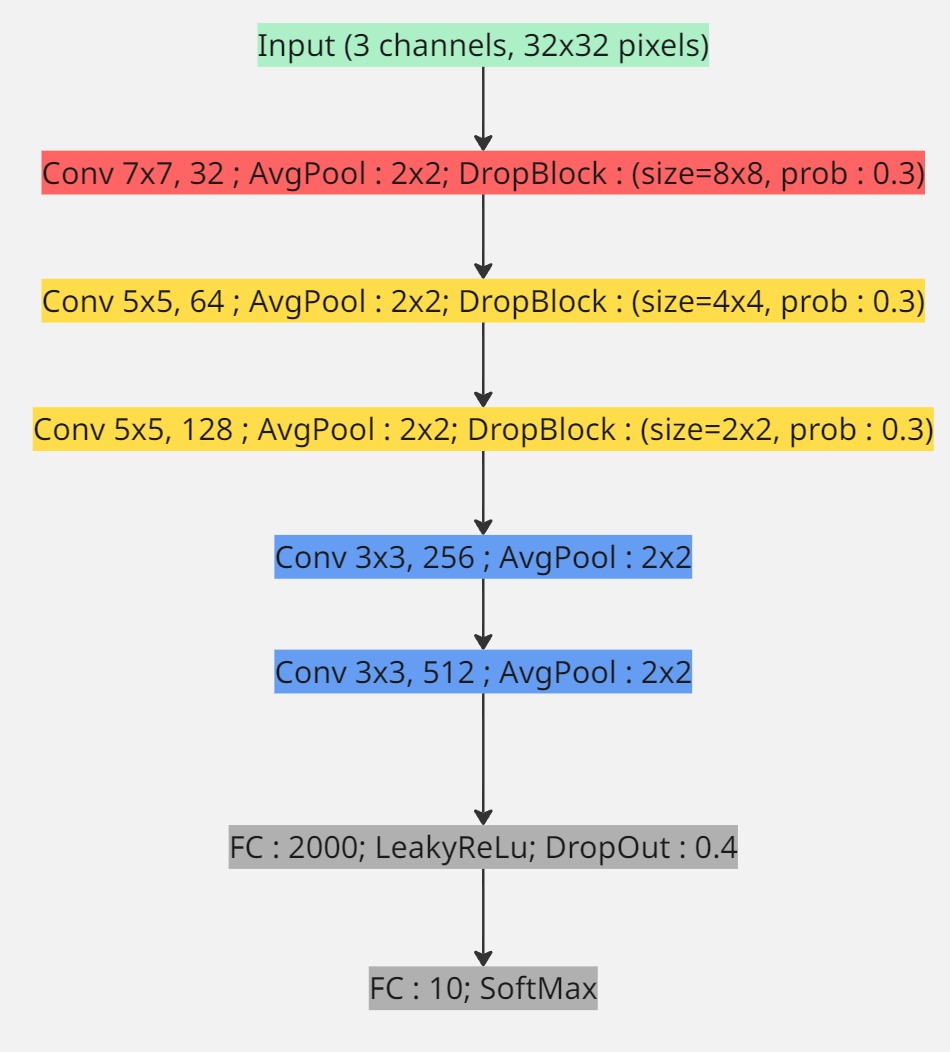 Input (3 channels, 32x32 pixels)
Conv 7x7, 32 ; AvgPool : 2x2; DropBlock : (size=8x8, prob : 0.3)
Conv 5x5, 64 ; AvgPool : 2x2; DropBlock : (size=4x4, prob : 0.3)
Conv 5x5, 128 ; AvgPool : 2x2; DropBlock : (size=2x2, prob : 0.3)
Conv 3x3, 256 ; AvgPool : 2x2
Conv 3x3, 512 ; AvgPool : 2x2
FC : 2000; LeakyReLu; DropOut : 0.4
FC : 10; SoftMax